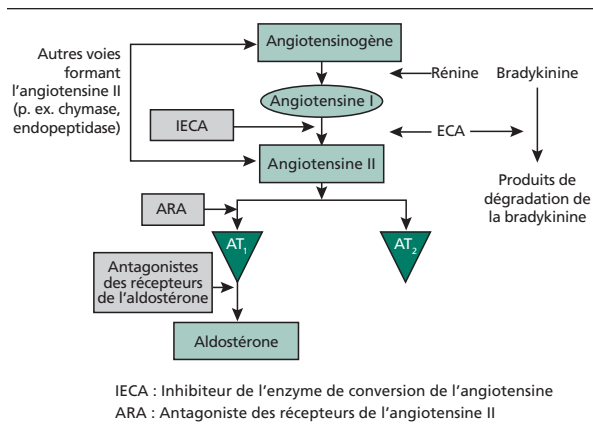 Autres voies
formant
l'angiotensine II
(p. ex. chymase,
endopeptidase)
Angiotensinogène
Rénine
Bradykinine
Angiotensine I
IECA
ECA
Angiotensine II
Produits de
dégradation de
la bradykinine
ARA
AT1
AT2
Antagonistes
des récepteurs
de l'aldostérone
Aldostérone
IECA : Inhibiteur de l'enzyme de conversion de l'angiotensine
ARA : Antagoniste des récepteurs de l'angiotensine II